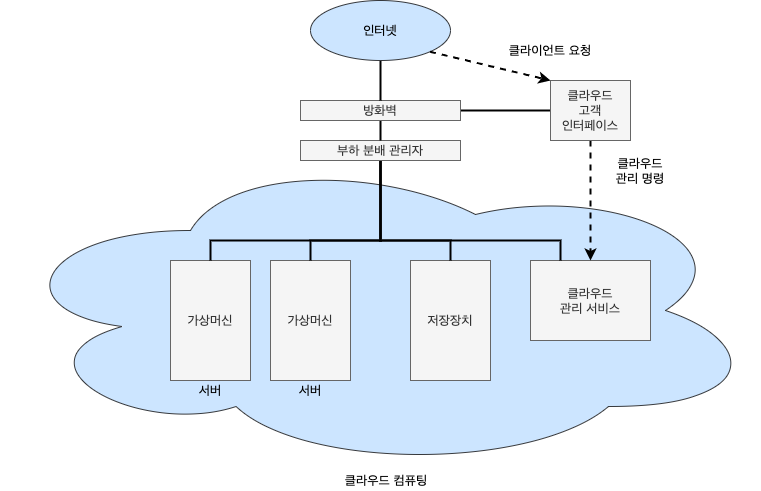 인터넷
클라이언트 요청
클라우드
고객
인터페이스
방화벽
부하 분배 관리자
클라우드
관리 명령
가상머신
가상머신
저장장치
클라우드
관리 서비스
서버
서버
클라우드 컴퓨팅